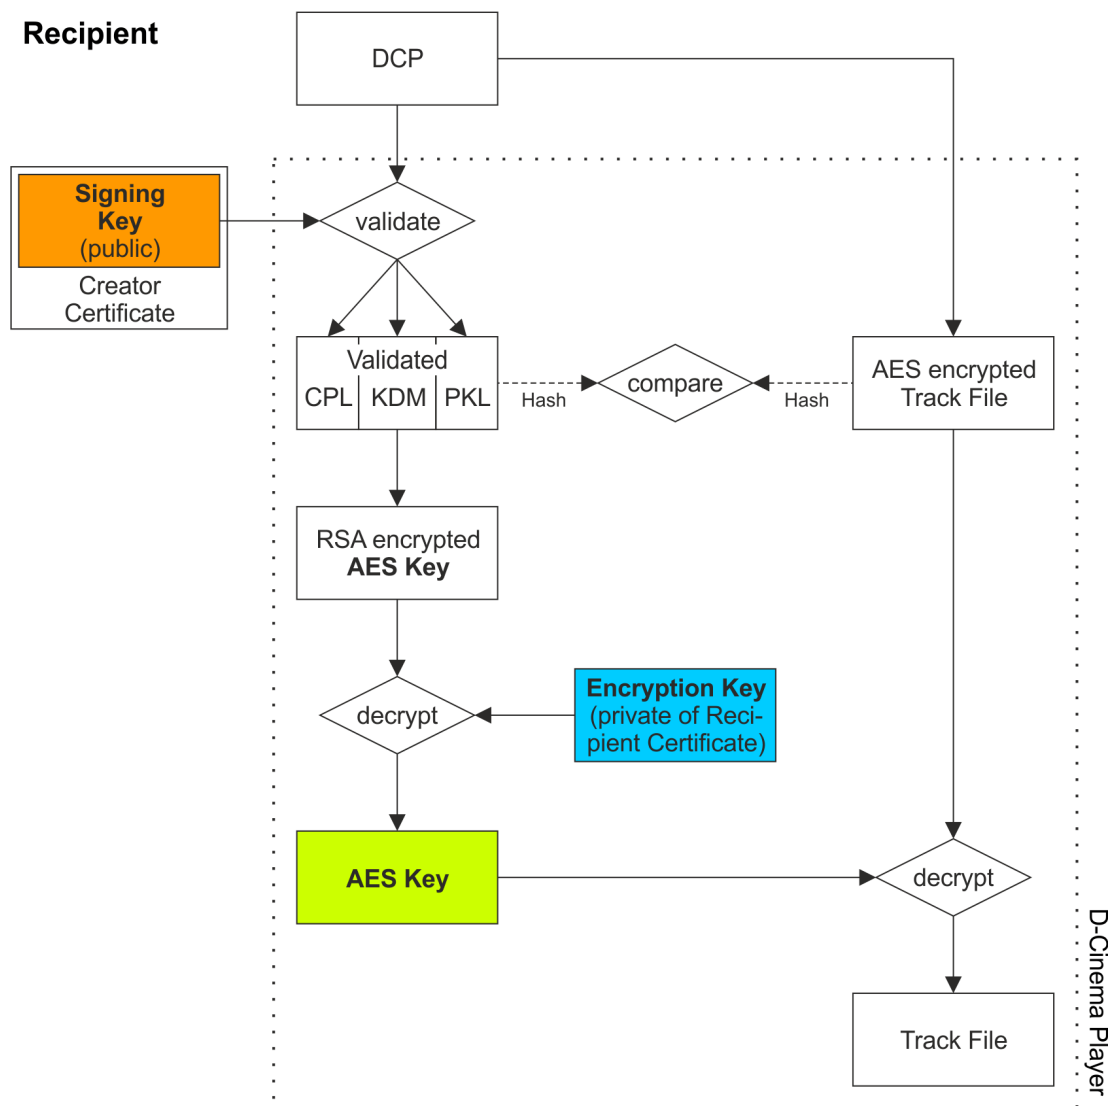 Recipient
DCP
Signing
Key
(public)
Creator
Certificate
validate
Validated
CPL
KDM
PKL
Hash
compare
Hash
AES encrypted
Track File
RSA encrypted
AES Key
decrypt
Encryption Key
(private of Reci-
pient Certificate)
AES Key
decrypt
Track File
D-Cinema Player